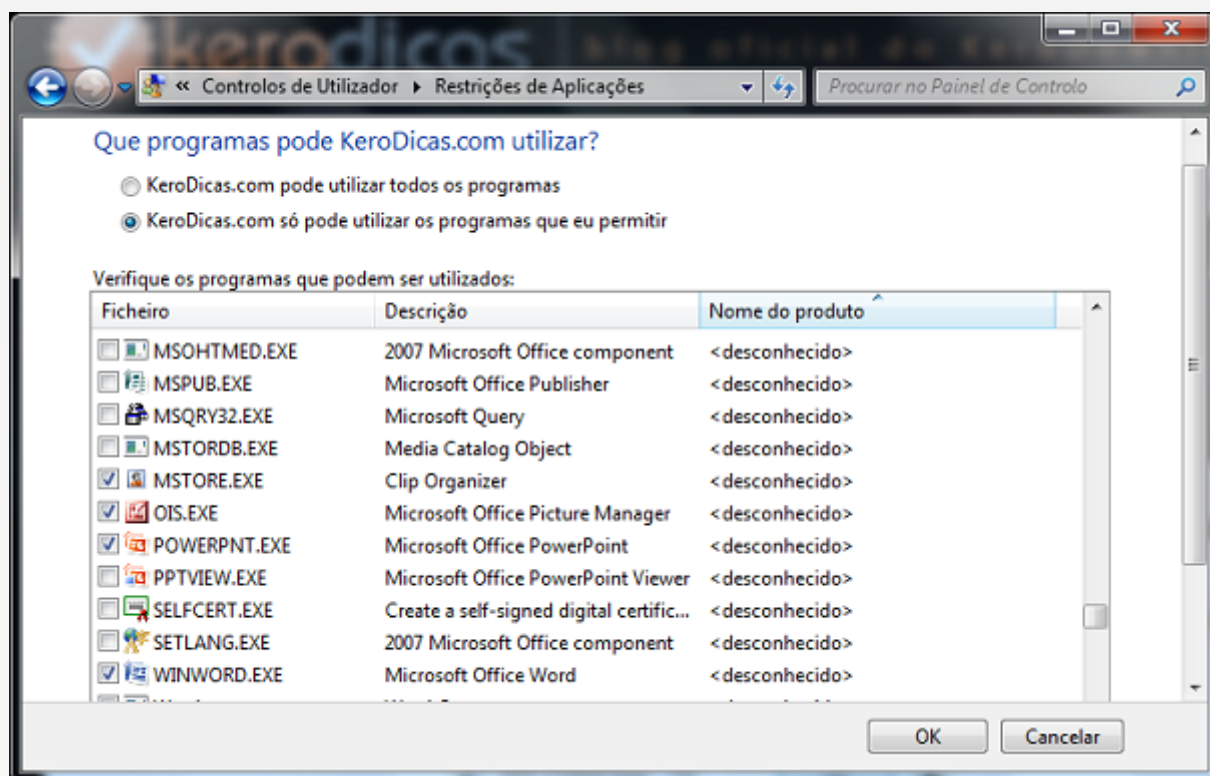 kerodicas | blog oficial do Kero
« Controlos de Utilizador ▸ Restrições de Aplicações
Procurar no Painel de Controlo
Que programas pode KeroDicas.com utilizar?
KeroDicas.com pode utilizar todos os programas
KeroDicas.com só pode utilizar os programas que eu permitir
Verifique os programas que podem ser utilizados:
Ficheiro Descrição Nome do produto
MSOHTMED.EXE 2007 Microsoft Office component <desconhecido>
MSPUB.EXE Microsoft Office Publisher <desconhecido>
MSQRY32.EXE Microsoft Query <desconhecido>
MSTORDB.EXE Media Catalog Object <desconhecido>
MSTORE.EXE Clip Organizer <desconhecido>
OIS.EXE Microsoft Office Picture Manager <desconhecido>
POWERPNT.EXE Microsoft Office PowerPoint <desconhecido>
PPTVIEW.EXE Microsoft Office PowerPoint Viewer <desconhecido>
SELFCERT.EXE Create a self-signed digital certific... <desconhecido>
SETLANG.EXE 2007 Microsoft Office component <desconhecido>
WINWORD.EXE Microsoft Office Word <desconhecido>
OK Cancelar